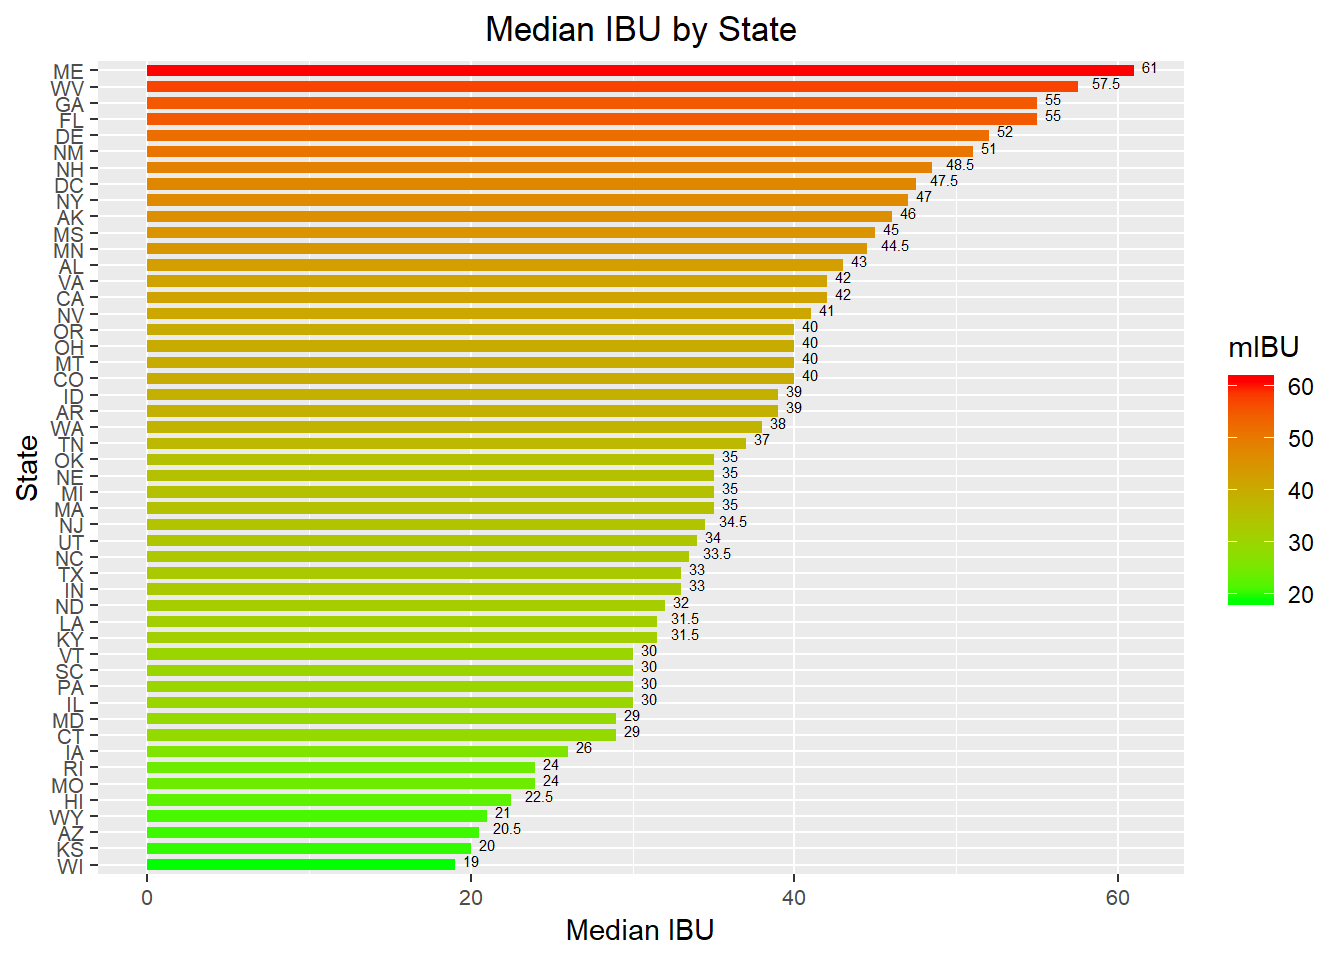 Median IBU by State
ME 61
WV 57.5
GA 55
FL 55
DE 52
NM 51
NH 48.5
DC 47.5
NY 47
AK 46
MS 45
MN 44.5
AL 43
VA 42
CA 42
NV 41
OR 40
OH 40
MT 40
CO 40
ID 39
AR 39
WA 38
TN 37
OK 35
NE 35
MI 35
MA 35
NJ 34.5
UT 34
NC 33.5
TX 33
IN 33
ND 32
LA 31.5
KY 31.5
VT 30
SC 30
PA 30
IL 30
MD 29
CT 29
IA 26
RI 24
MO 24
HI 22.5
WY 21
AZ 20.5
KS 20
WI 19
0 20 40 60
Median IBU
State
mIBU
60
50
40
30
20